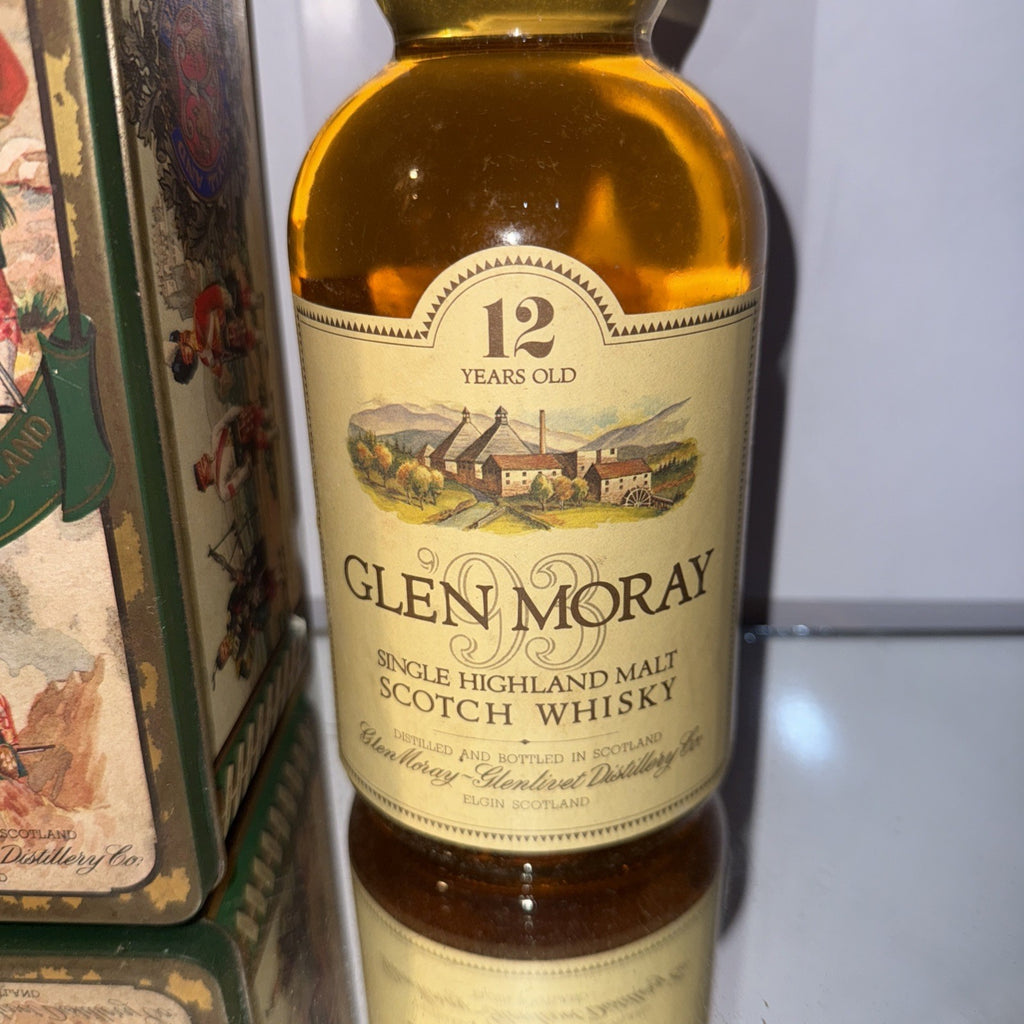 12
YEARS OLD
'93
GLEN MORAY
SINGLE HIGHLAND MALT
SCOTCH WHISKY
DISTILLED AND BOTTLED IN SCOTLAND
Glen Moray-Glenlivet Distillery Co.
ELGIN SCOTLAND
SCOTLAND
Distillery Co.